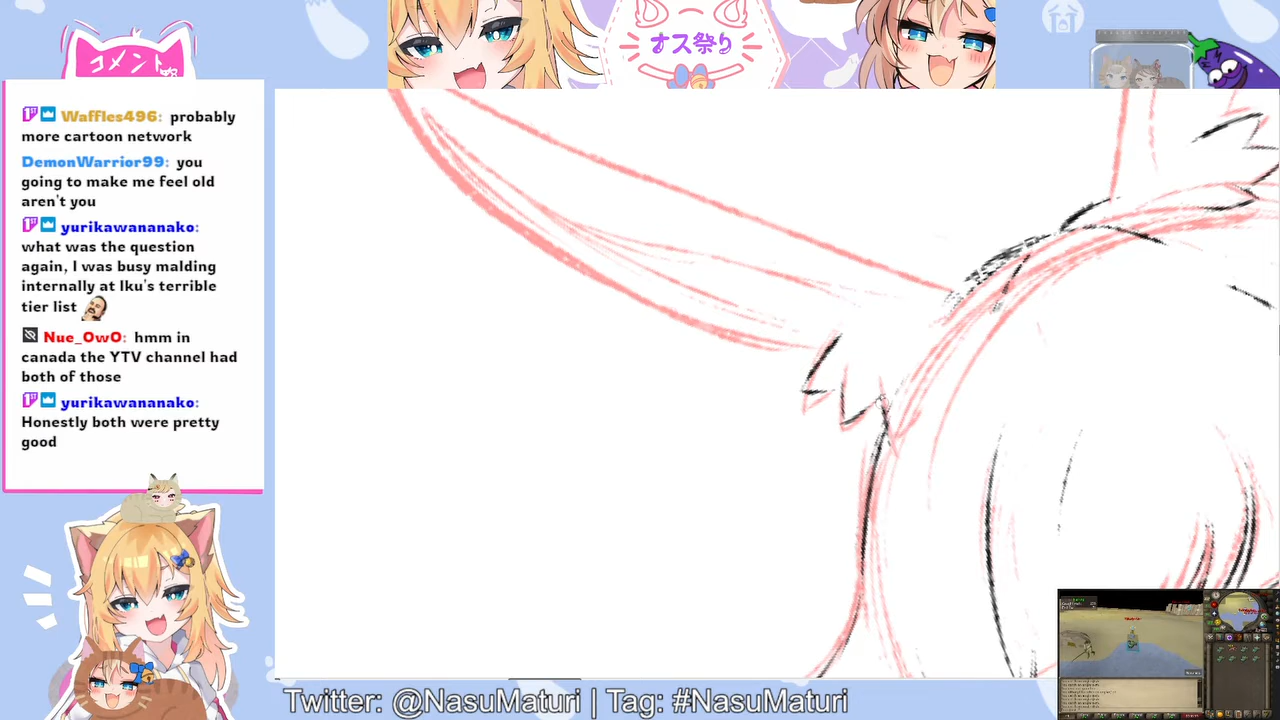 コメント
オス祭り
Waffles496: probably
more cartoon network
DemonWarrior99: you
going to make me feel old
aren't you
yurikawananako:
what was the question
again, I was busy malding
internally at Iku's terrible
tier list
Nue_OwO: hmm in
canada the YTV channel had
both of those
yurikawananako:
Honestly both were pretty
good
Twitter: @NasuMaturi | Tag: #NasuMaturi